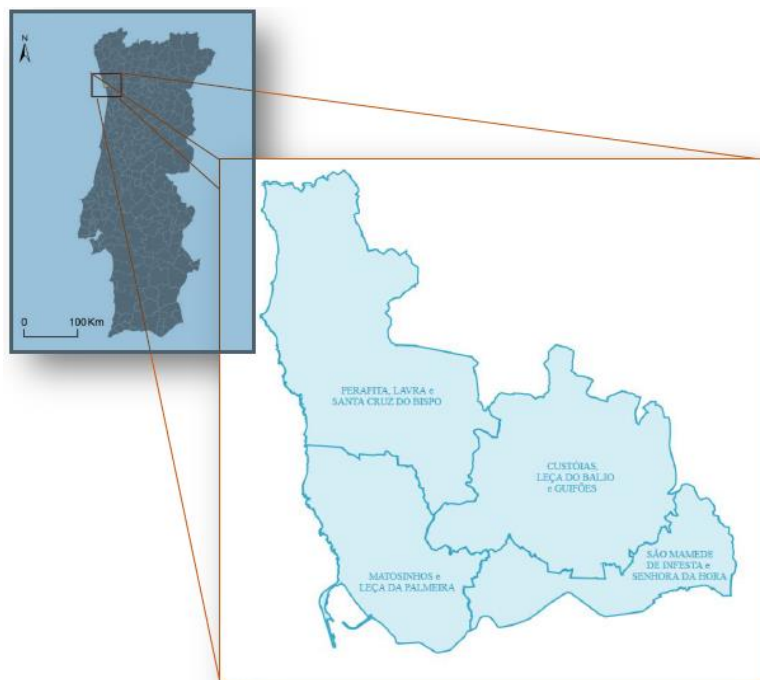 N
0 100 Km
PERAFITA, LAVRA e
SANTA CRUZ DO BISPO
CUSTÓIAS,
LEÇA DO BALIO
e GUIFÕES
SÃO MAMEDE
DE INFESTA e
SENHORA DA HORA
MATOSINHOS e
LEÇA DA PALMEIRA